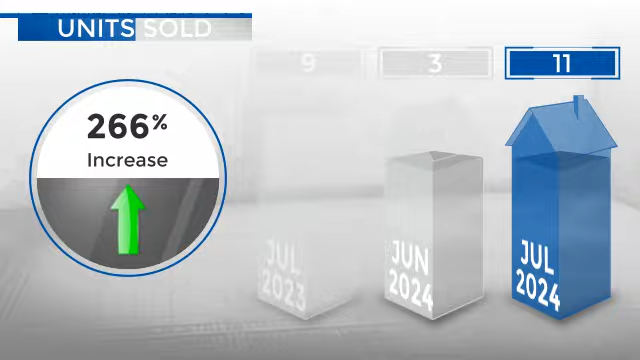 UNITS SOLD
266%
Increase
9
3
11
JUL
2023
JUN
2024
JUL
2024